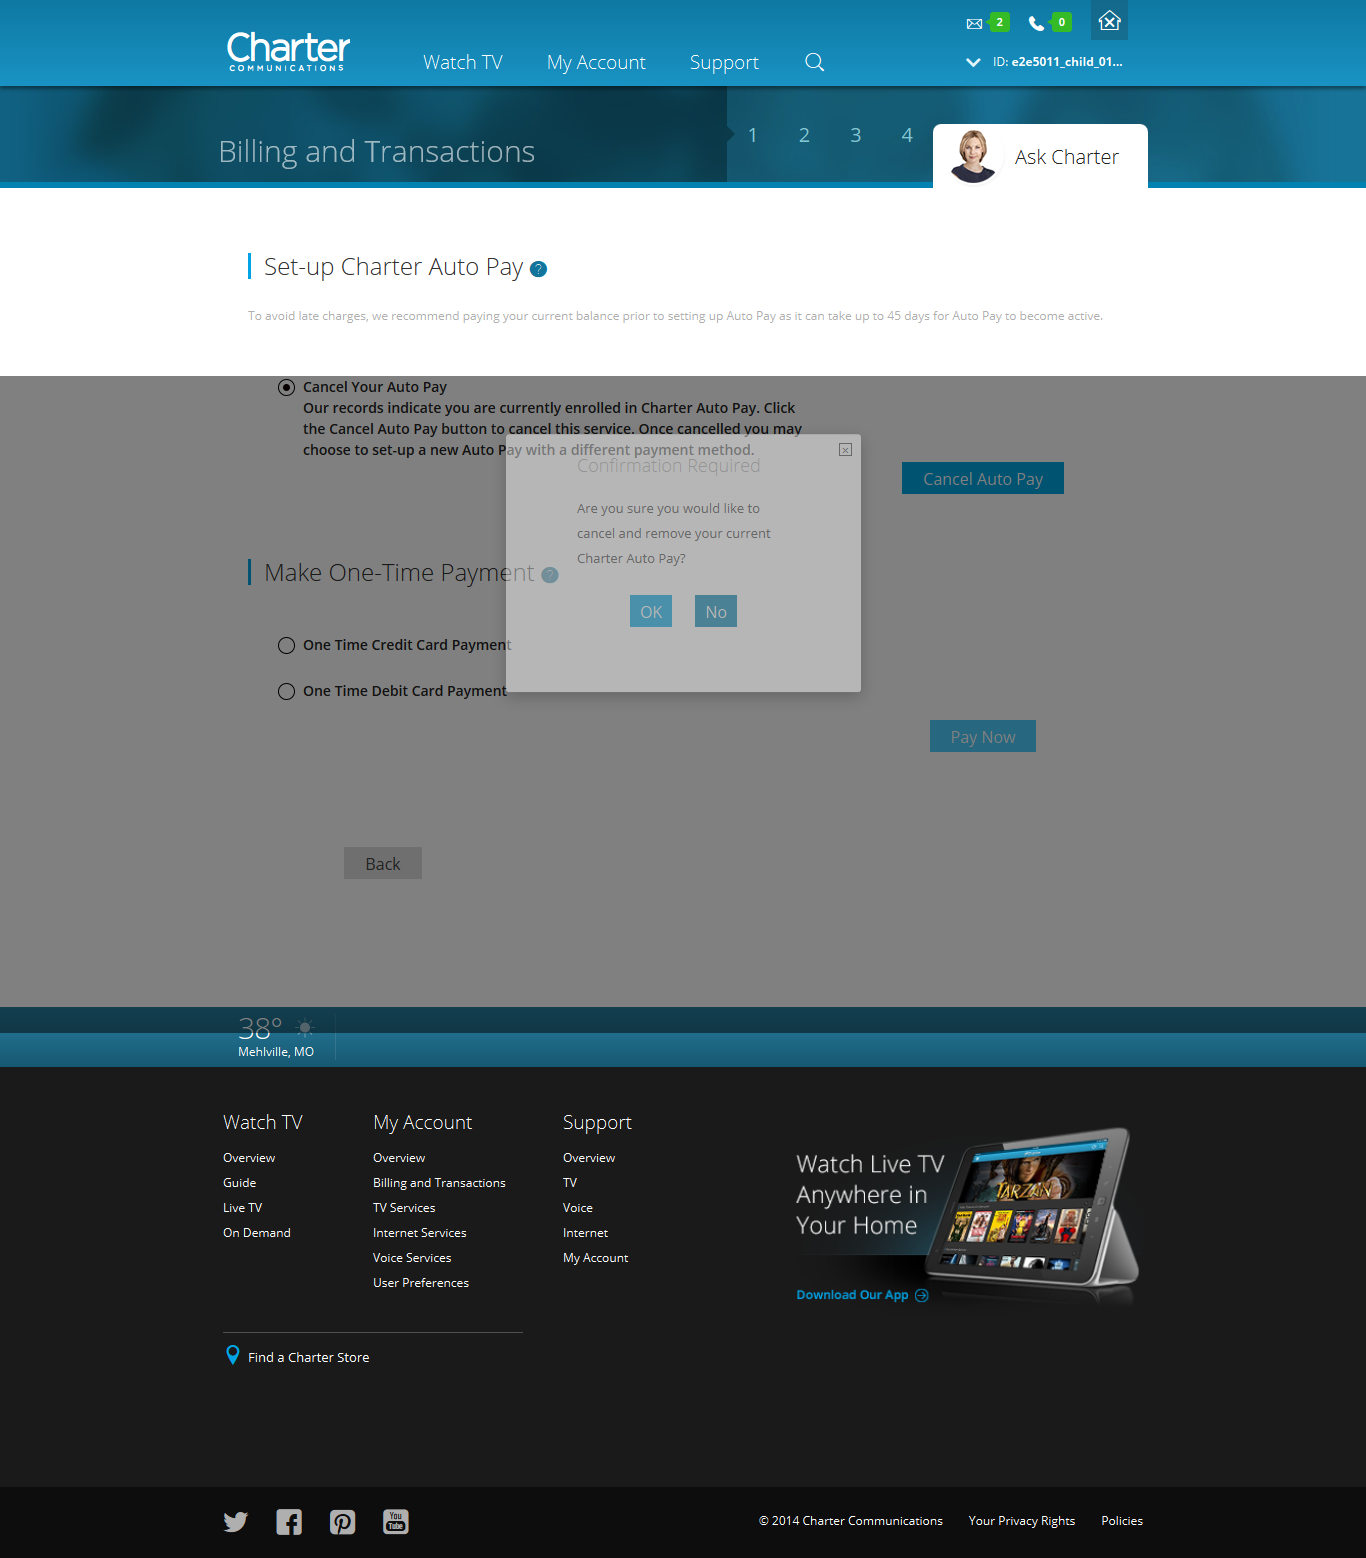 Charter
COMMUNICATIONS
Watch TV
My Account
Support
2
0
ID: e2e5011_child_01...
Billing and Transactions
1
2
3
4
Ask Charter
Set-up Charter Auto Pay ?
To avoid late charges, we recommend paying your current balance prior to setting up Auto Pay as it can take up to 45 days for Auto Pay to become active.
Cancel Your Auto Pay
Our records indicate you are currently enrolled in Charter Auto Pay. Click
the Cancel Auto Pay button to cancel this service. Once cancelled you may
choose to set-up a new Auto Pay with a different payment method.
Cancel Auto Pay
Confirmation Required
Are you sure you would like to
cancel and remove your current
Charter Auto Pay?
OK
No
Make One-Time Payment ?
One Time Credit Card Payment
One Time Debit Card Payment
Pay Now
Back
38°
Mehlville, MO
Watch TV
Overview
Guide
Live TV
On Demand
My Account
Overview
Billing and Transactions
TV Services
Internet Services
Voice Services
User Preferences
Support
Overview
TV
Voice
Internet
My Account
Watch Live TV
Anywhere in
Your Home
TARZAN
Download Our App
Find a Charter Store
You
Tube
© 2014 Charter Communications
Your Privacy Rights
Policies